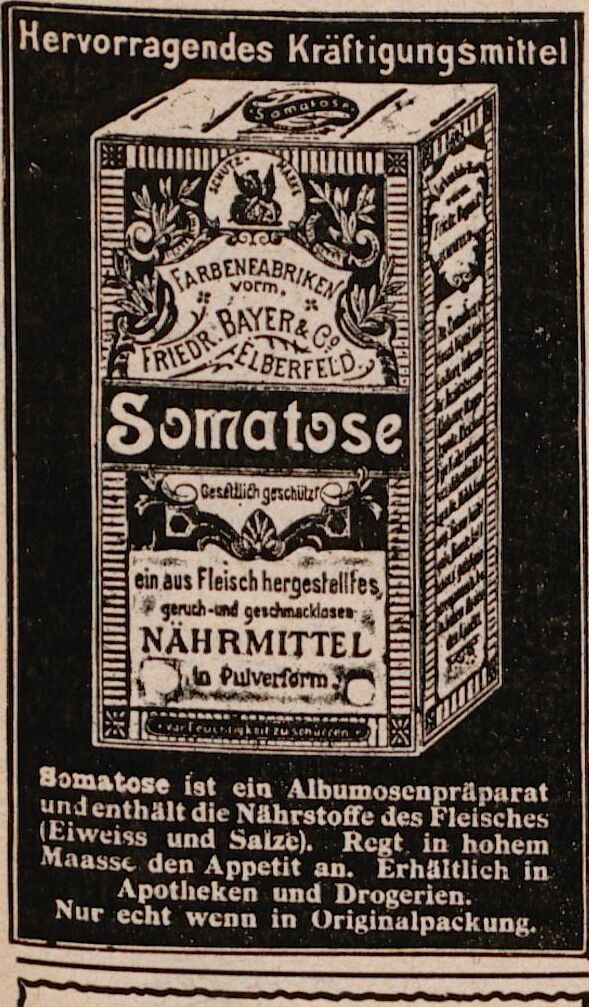 Hervorragendes Kräftigungsmittel
Somatose
SCHUTZ-MARKE
FARBENFABRIKEN
vorm.
FRIEDR. BAYER & Co.
ELBERFELD.
Somatose
Gesetzlich geschützt
ein aus Fleisch hergestelltes,
geruch- und geschmackloses
NÄHRMITTEL
in Pulverform.
vor Feuchtigkeit zu schützen
Somatose ist ein Albumosenpräparat
und enthält die Nährstoffe des Fleisches
(Eiweiss und Salze). Regt in hohem
Maasse den Appetit an. Erhältlich in
Apotheken und Drogerien.
Nur echt wenn in Originalpackung.